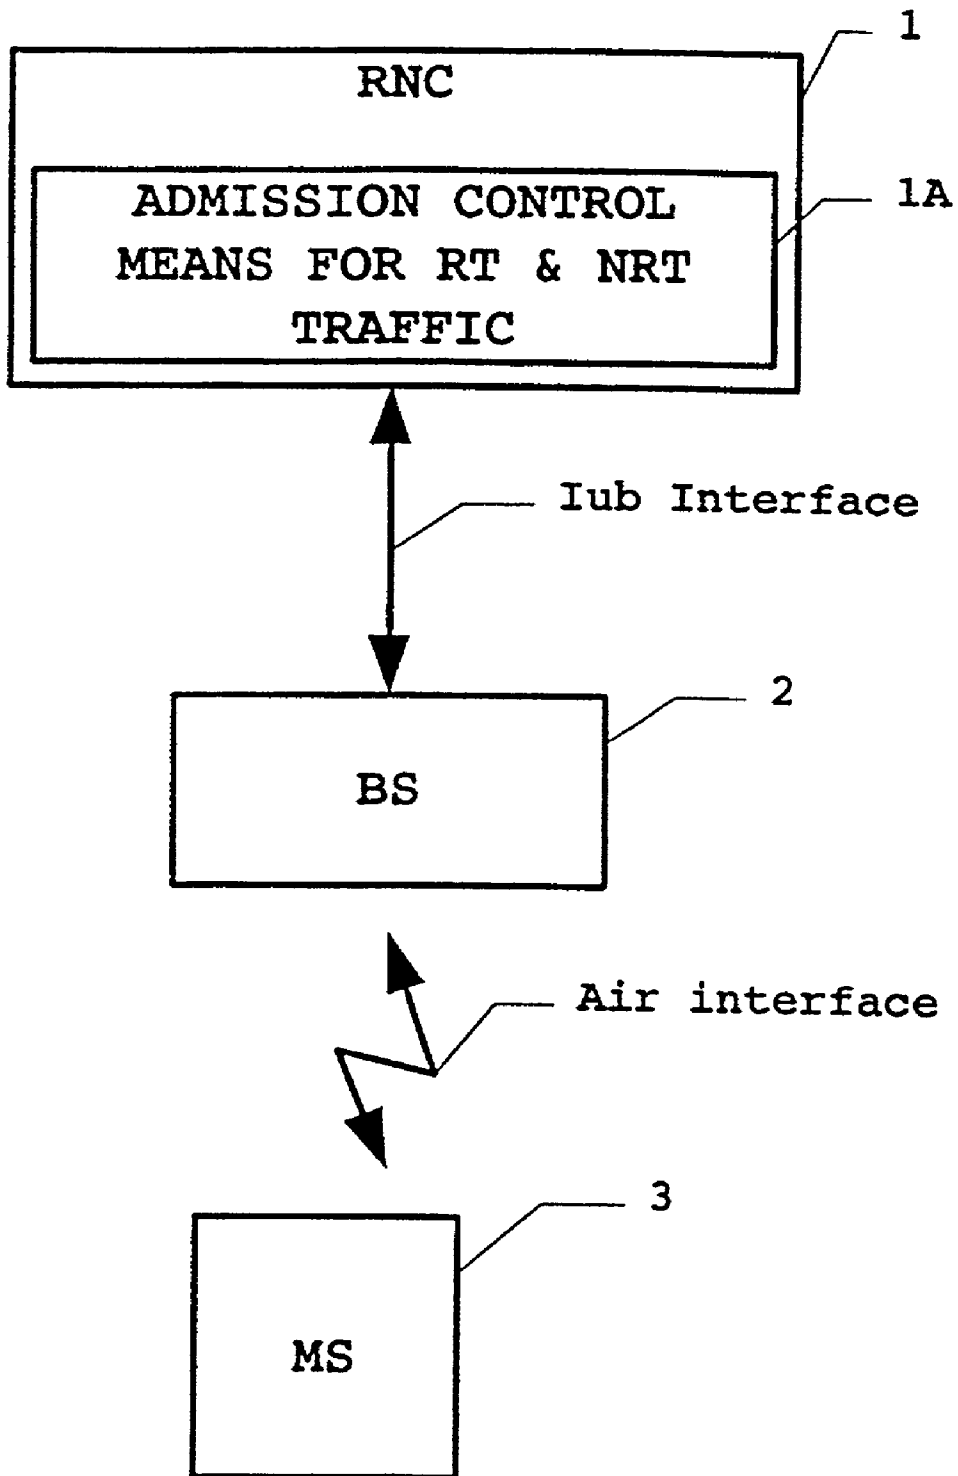 1
RNC
1A
ADMISSION CONTROL
MEANS FOR RT & NRT
TRAFFIC
Iub Interface
2
BS
Air interface
3
MS